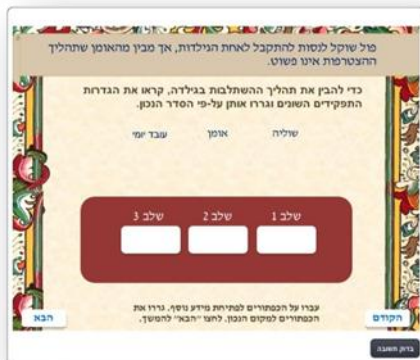 פול שוקל לנסות להתקבל לאחת הגילדות, אך מבין מהאומן שתהליך
ההצטרפות אינו פשוט.
כדי להבין את תהליך ההשתלבות בגילדה, קראו את הגדרות
התפקידים השונים וגררו אותן על-פי הסדר הנכון.
שוליה אומן עובד יומי
שלב 1 שלב 2 שלב 3
עברו על הכפתורים לפתיחת מידע נוסף. גררו את
הכפתורים למקום הנכון. לחצו "הבא" להמשך.
הקודם הבא
בדוק תשובה